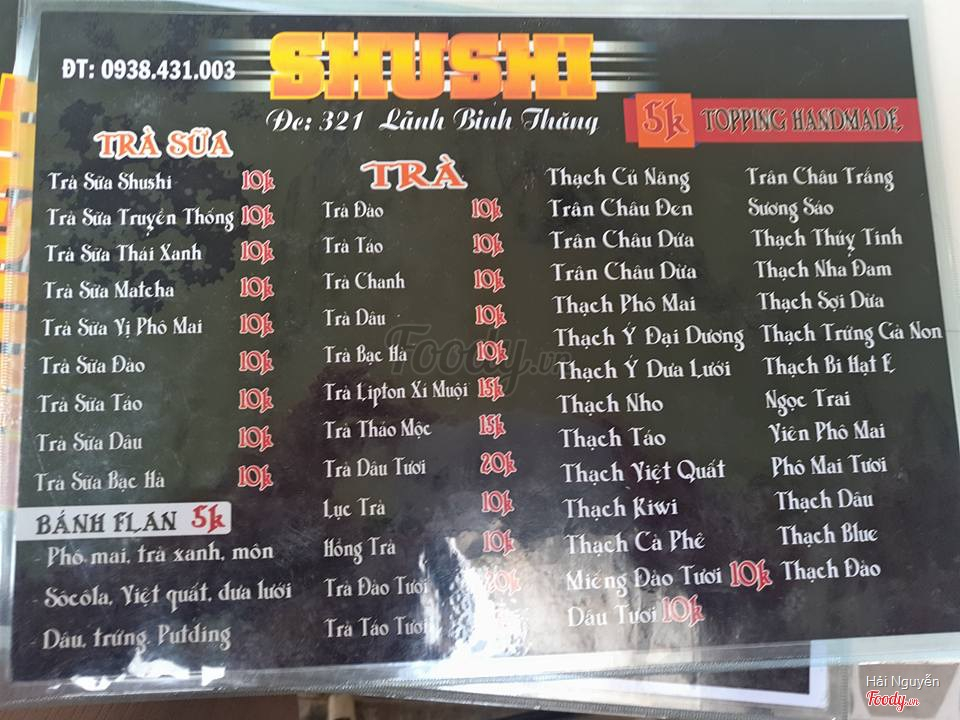 ĐT: 0938.431.003
SHUSHI
Đc: 321 Lãnh Binh Thăng
5k TOPPING HANDMADE
TRÀ SỮA
Trà Sữa Shushi 10k
Trà Sữa Truyền Thống 10k
Trà Sữa Thái Xanh 10k
Trà Sữa Matcha 10k
Trà Sữa Vị Phô Mai 10k
Trà Sữa Đào 10k
Trà Sữa Táo 10k
Trà Sữa Dâu 10k
Trà Sữa Bạc Hà 10k
BÁNH FLAN 5k
- Phô mai, trà xanh, môn
- Sôcôla, Việt quất, dưa lưới
- Dâu, trứng, Putding
TRÀ
Trà Đào 10k
Trà Táo 10k
Trà Chanh 10k
Trà Dâu 10k
Trà Bạc Hà 10k
Trà Lipton Xí Muội 15k
Trà Thảo Mộc 15k
Trà Dâu Tươi 20k
Lục Trà 10k
Hồng Trà 10k
Trà Đào Tươi 20k
Trà Táo Tươi
Thạch Củ Năng
Trân Châu Đen
Trân Châu Dứa
Trân Châu Dừa
Thạch Phô Mai
Thạch Ý Đại Dương
Thạch Ý Dưa Lưới
Thạch Nho
Thạch Táo
Thạch Việt Quất
Thạch Kiwi
Thạch Cà Phê
Miếng Đào Tươi 10k
Dâu Tươi 10k
Trân Châu Trắng
Sương Sáo
Thạch Thủy Tinh
Thạch Nha Đam
Thạch Sợi Dừa
Thạch Trứng Gà Non
Thạch Bi Hạt É
Ngọc Trai
Viên Phô Mai
Phô Mai Tươi
Thạch Dâu
Thạch Blue
Thạch Đào
Foody.vn
Hải Nguyễn
Foody.vn